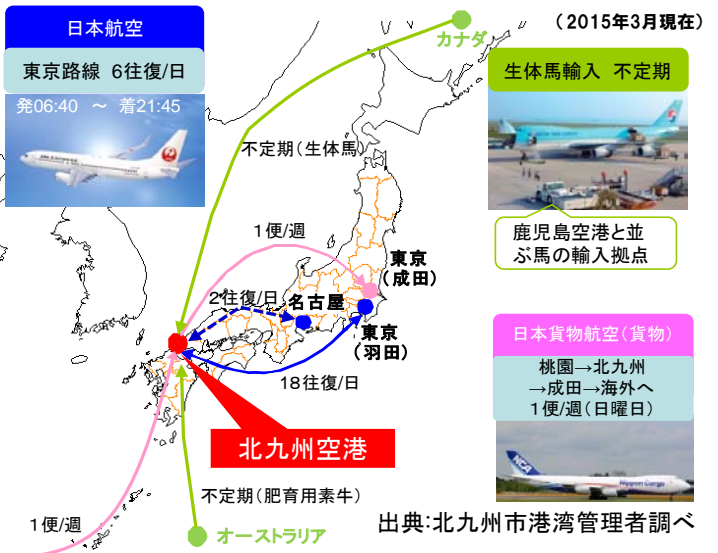 日本航空
東京路線 6往復/日
発06:40 ~ 着21:45
(2015年3月現在)
カナダ
生体馬輸入 不定期
鹿児島空港と並
ぶ馬の輸入拠点
不定期(生体馬)
1便/週
東京
(成田)
2往復/日
名古屋
東京
(羽田)
18往復/日
日本貨物航空(貨物)
桃園→北九州
→成田→海外へ
1便/週(日曜日)
NCA
Nippon Cargo
北九州空港
不定期(肥育用素牛)
1便/週
オーストラリア
出典:北九州市港湾管理者調べ